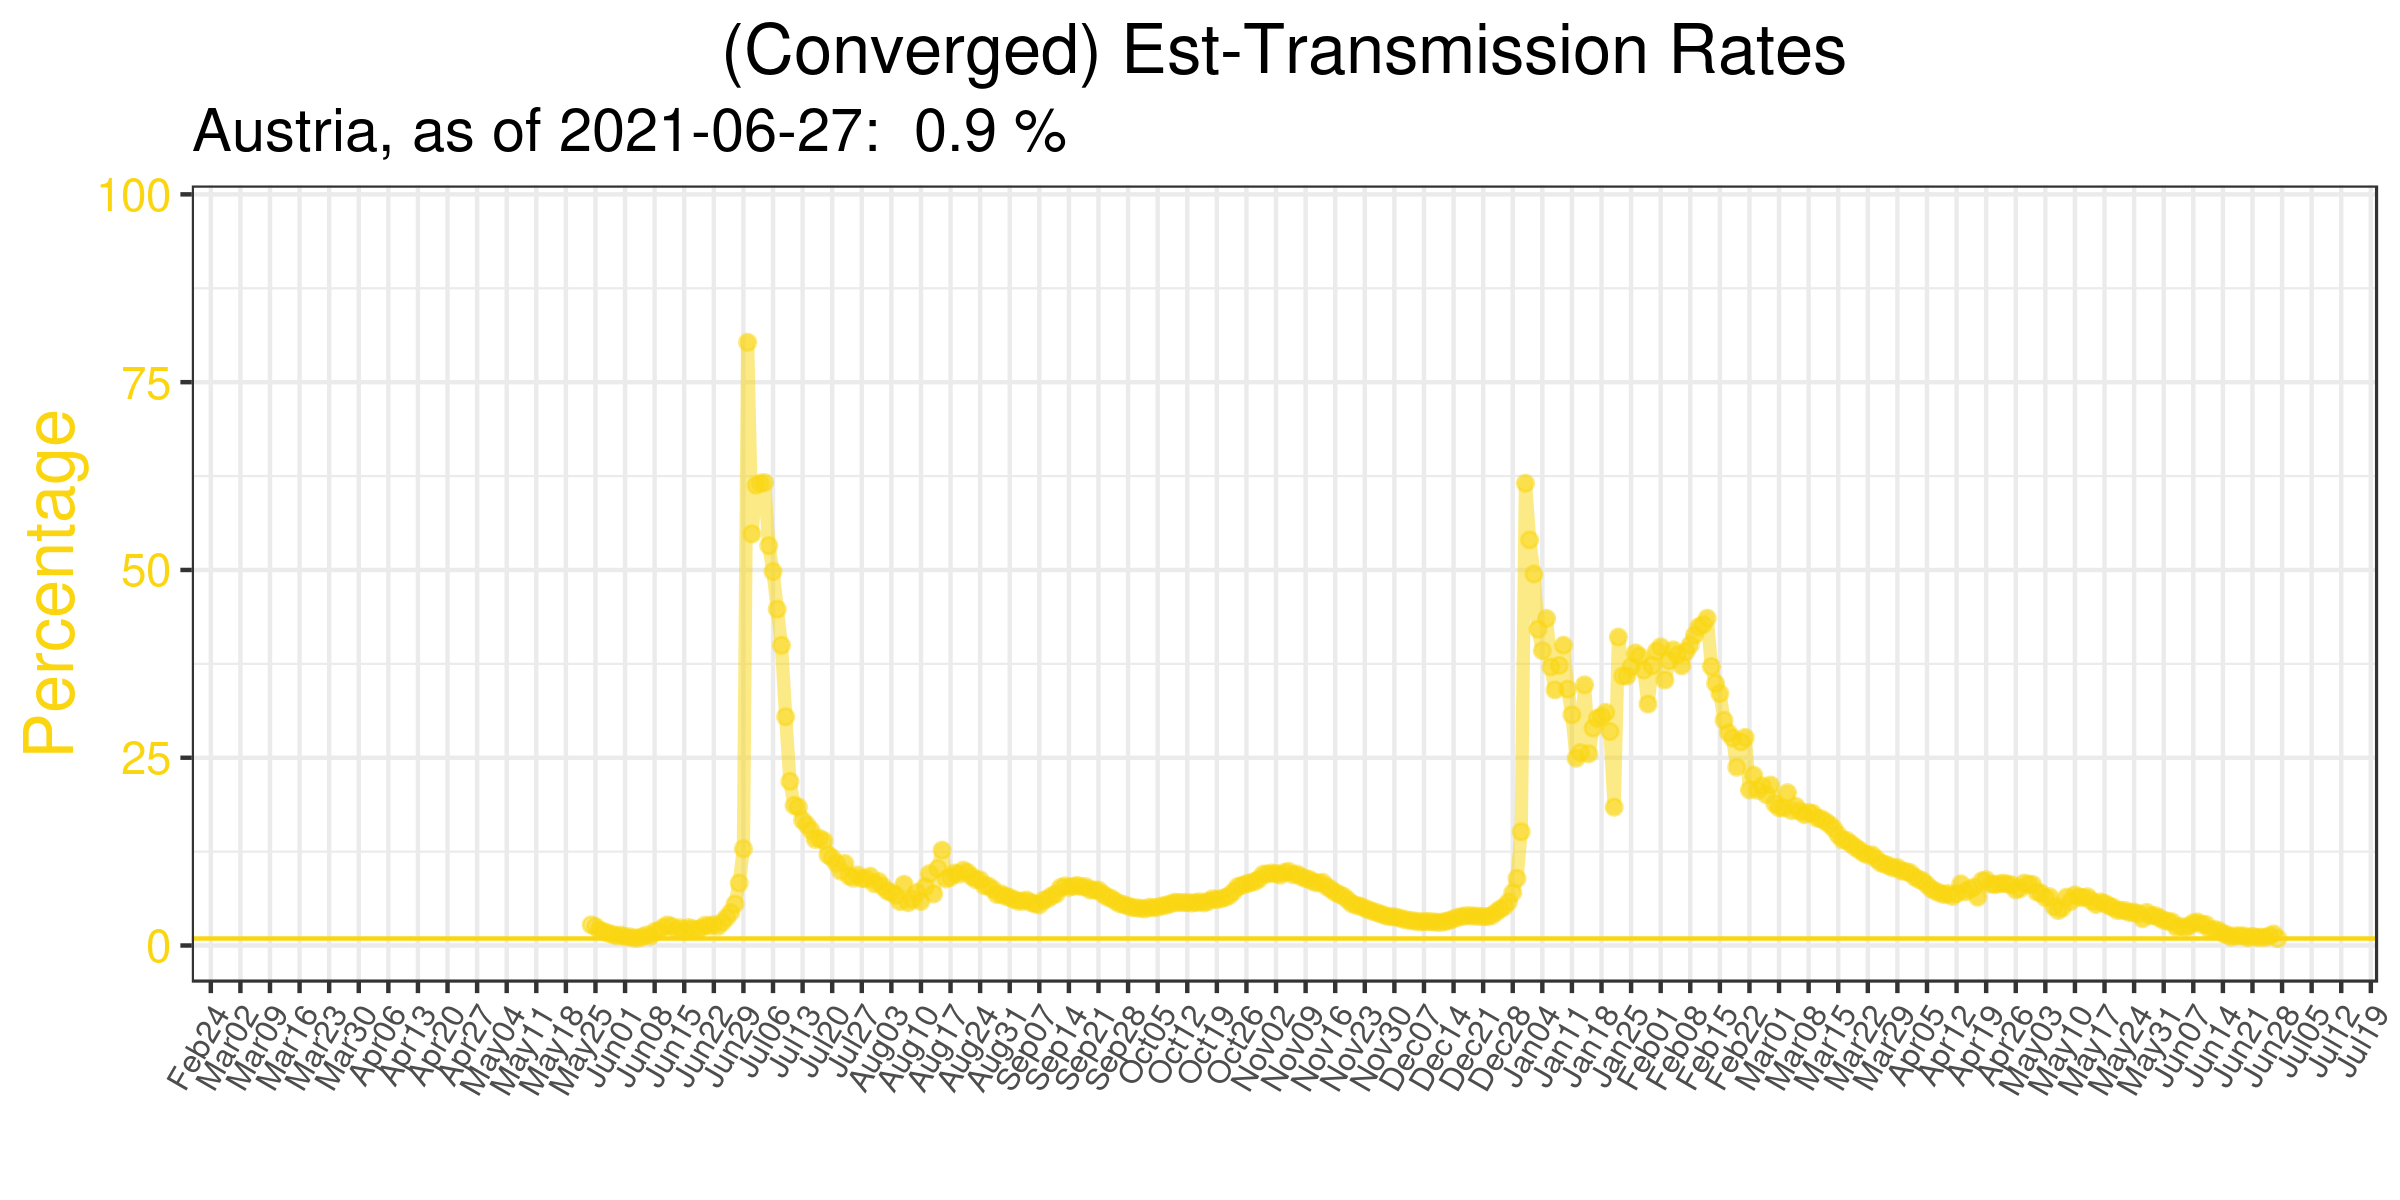 (Converged) Est-Transmission Rates
Austria, as of 2021-06-27:  0.9 %
Percentage
100
75
50
25
0
Feb24
Mar02
Mar09
Mar16
Mar23
Mar30
Apr06
Apr13
Apr20
Apr27
May04
May11
May18
May25
Jun01
Jun08
Jun15
Jun22
Jun29
Jul06
Jul13
Jul20
Jul27
Aug03
Aug10
Aug17
Aug24
Aug31
Sep07
Sep14
Sep21
Sep28
Oct05
Oct12
Oct19
Oct26
Nov02
Nov09
Nov16
Nov23
Nov30
Dec07
Dec14
Dec21
Dec28
Jan04
Jan11
Jan18
Jan25
Feb01
Feb08
Feb15
Feb22
Mar01
Mar08
Mar15
Mar22
Mar29
Apr05
Apr12
Apr19
Apr26
May03
May10
May17
May24
May31
Jun07
Jun14
Jun21
Jun28
Jul05
Jul12
Jul19